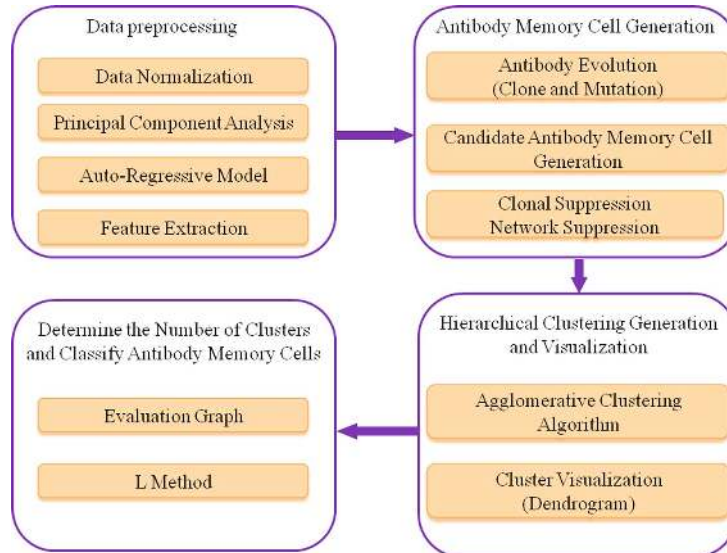 Data preprocessing
Data Normalization
Principal Component Analysis
Auto-Regressive Model
Feature Extraction
Antibody Memory Cell Generation
Antibody Evolution
(Clone and Mutation)
Candidate Antibody Memory Cell
Generation
Clonal Suppression
Network Suppression
Hierarchical Clustering Generation
and Visualization
Agglomerative Clustering
Algorithm
Cluster Visualization
(Dendrogram)
Determine the Number of Clusters
and Classify Antibody Memory Cells
Evaluation Graph
L Method